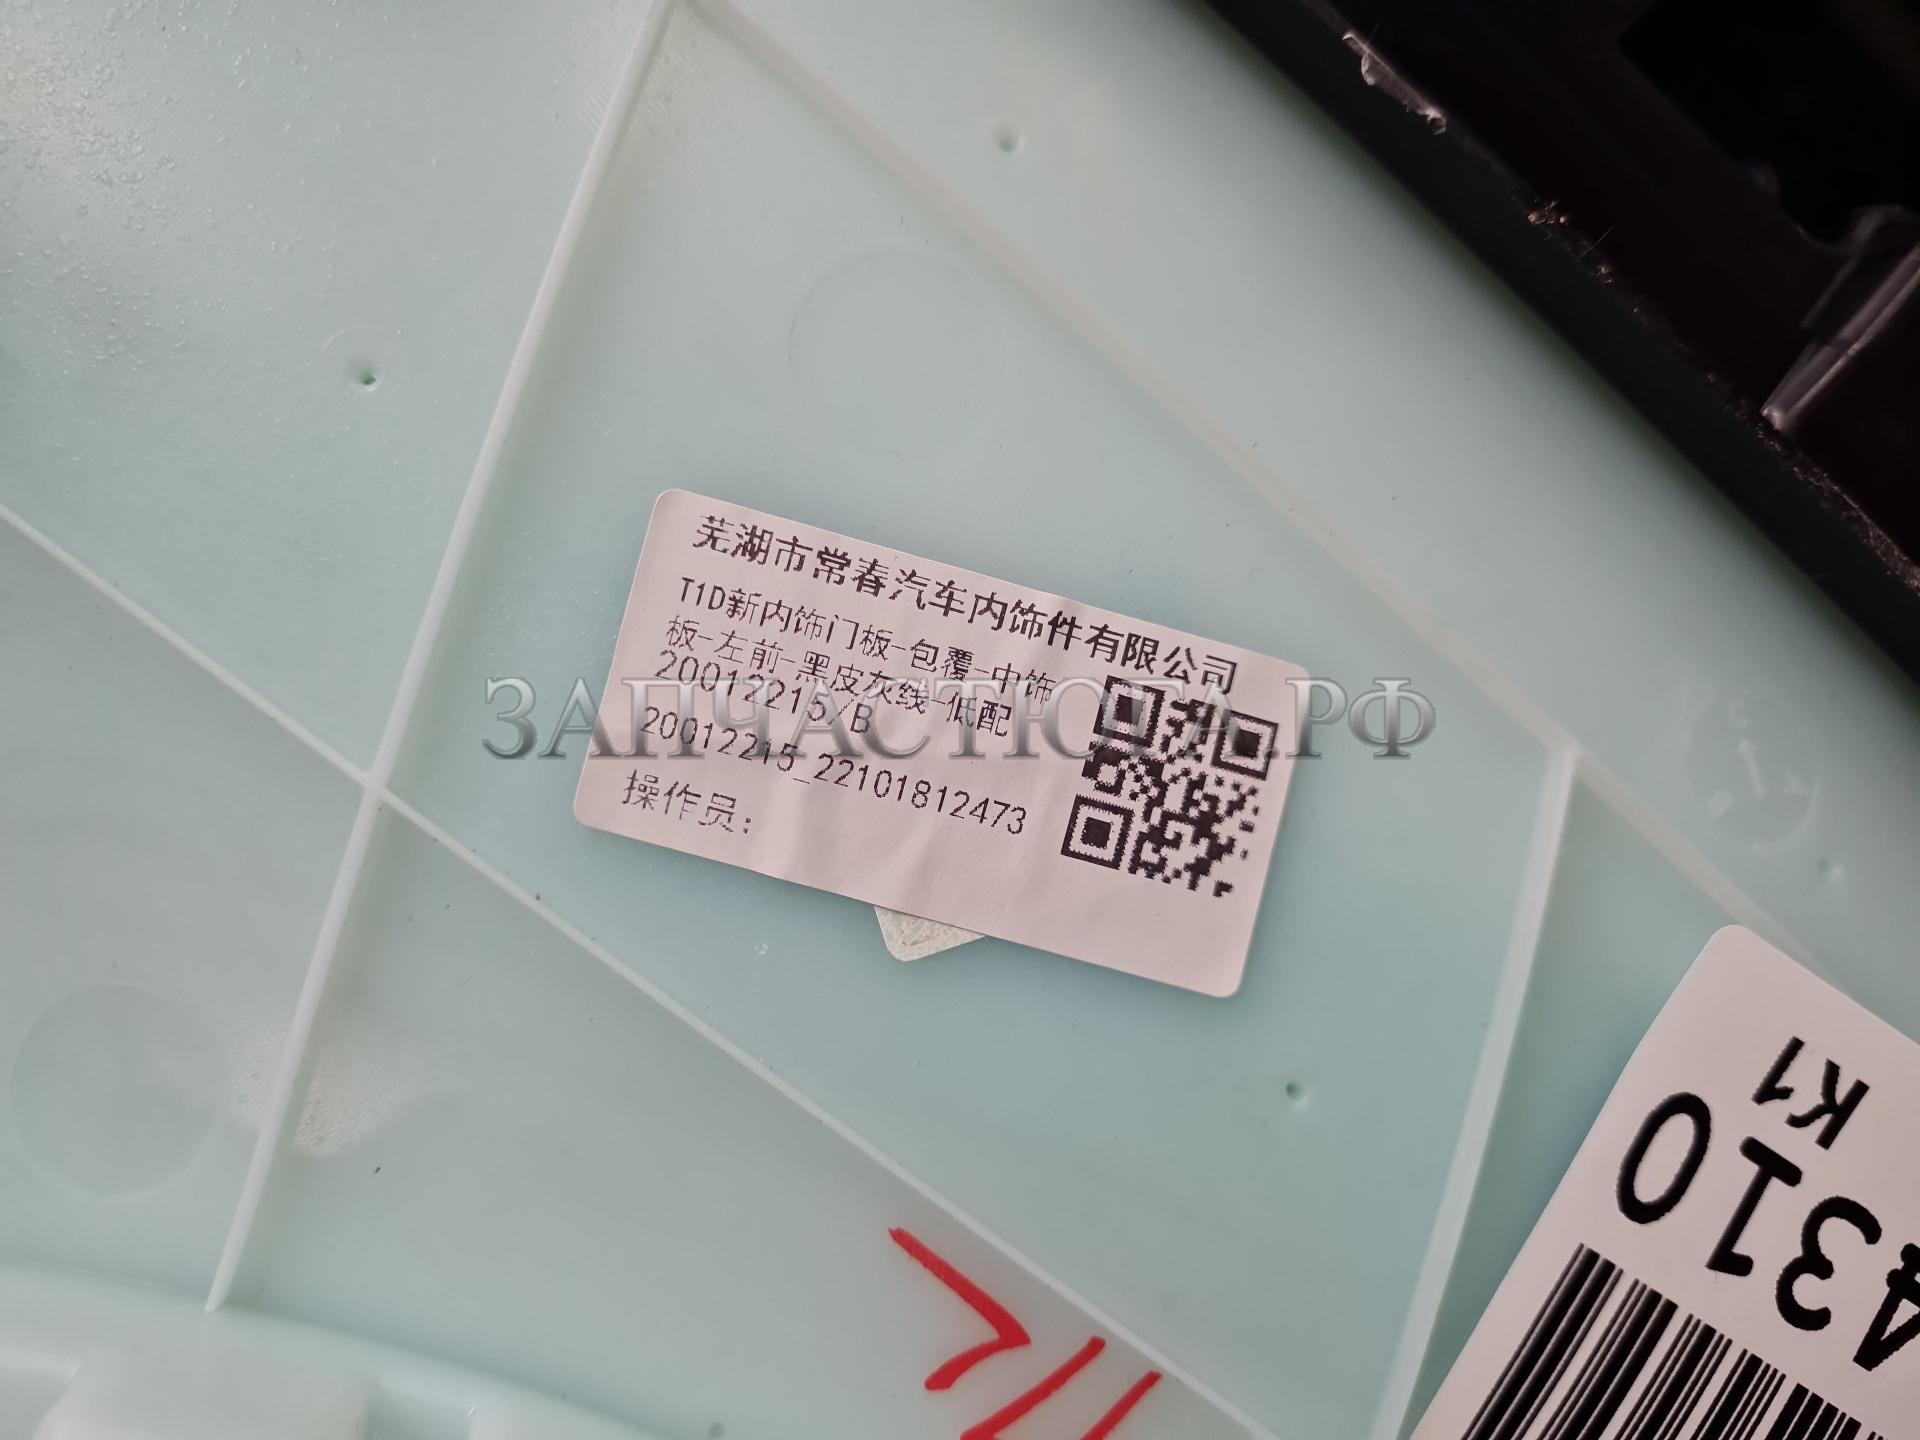 芜湖市常春汽车内饰件有限公司
T1D新内饰门板-包覆-中饰
板-左前-黑皮灰线-低配
20012215/B
20012215_22101812473
操作员:
ЗАПЧАСТЮГА.РФ
K1
4310